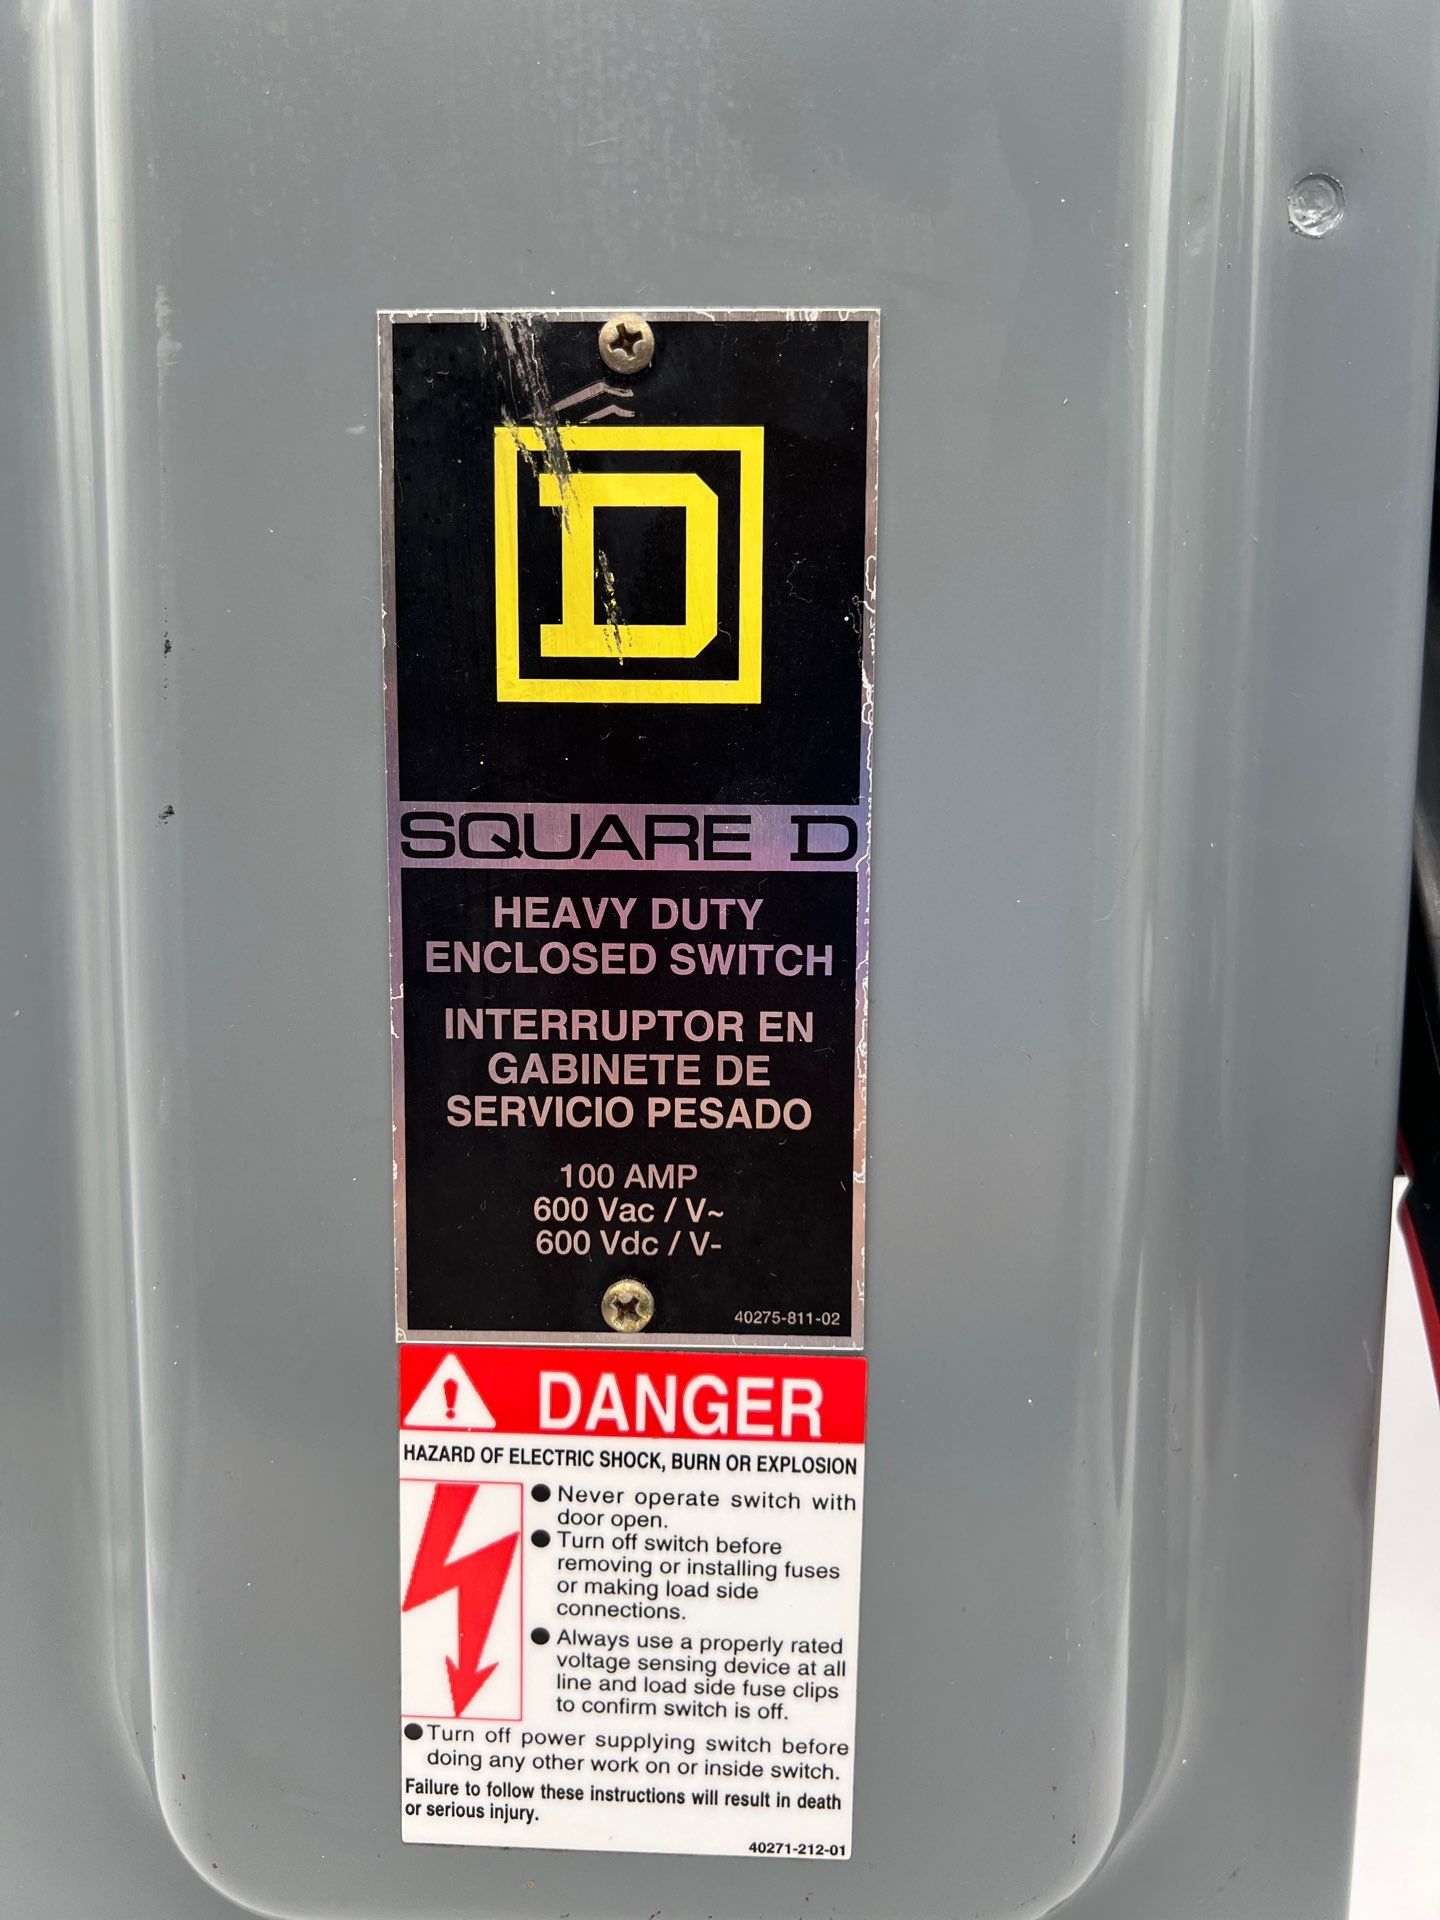 D
SQUARE D
HEAVY DUTY
ENCLOSED SWITCH
INTERRUPTOR EN
GABINETE DE
SERVICIO PESADO
100 AMP
600 Vac / V~
600 Vdc / V-
40275-811-02
DANGER
HAZARD OF ELECTRIC SHOCK, BURN OR EXPLOSION
● Never operate switch with
door open.
● Turn off switch before
removing or installing fuses
or making load side
connections.
● Always use a properly rated
voltage sensing device at all
line and load side fuse clips
to confirm switch is off.
● Turn off power supplying switch before
doing any other work on or inside switch.
Failure to follow these instructions will result in death
or serious injury.
40271-212-01